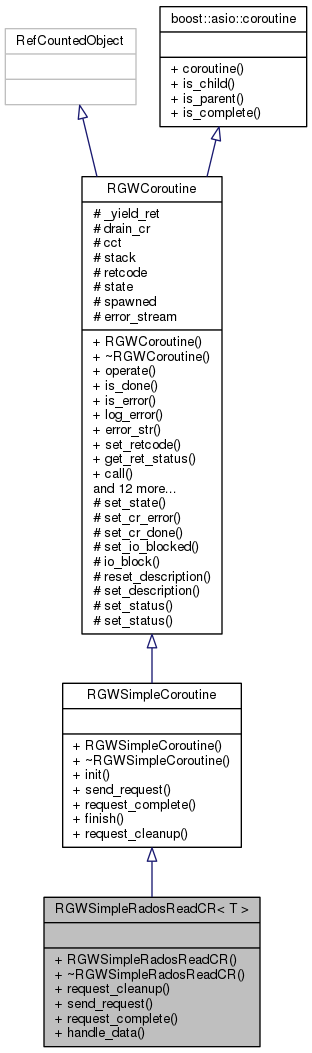 RefCountedObject
boost::asio::coroutine
+ coroutine()
+ is_child()
+ is_parent()
+ is_complete()
RGWCoroutine
# _yield_ret
# drain_cr
# cct
# stack
# retcode
# state
# spawned
# error_stream
+ RGWCoroutine()
+ ~RGWCoroutine()
+ operate()
+ is_done()
+ is_error()
+ log_error()
+ error_str()
+ set_retcode()
+ get_ret_status()
+ call()
and 12 more...
# set_state()
# set_cr_error()
# set_cr_done()
# set_io_blocked()
# io_block()
# reset_description()
# set_description()
# set_status()
# set_status()
RGWSimpleCoroutine
+ RGWSimpleCoroutine()
+ ~RGWSimpleCoroutine()
+ init()
+ send_request()
+ request_complete()
+ finish()
+ request_cleanup()
RGWSimpleRadosReadCR< T >
+ RGWSimpleRadosReadCR()
+ ~RGWSimpleRadosReadCR()
+ request_cleanup()
+ send_request()
+ request_complete()
+ handle_data()